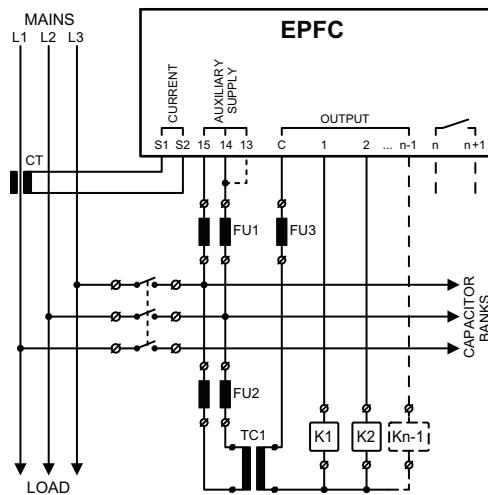 MAINS
L1 L2 L3
EPFC
CURRENT
AUXILIARY
SUPPLY
OUTPUT
S1 S2 15 14 13 C 1 2 ... n-1 n n+1
CT
FU1
FU3
CAPACITOR
BANKS
FU2
TC1
K1
K2
Kn-1
LOAD